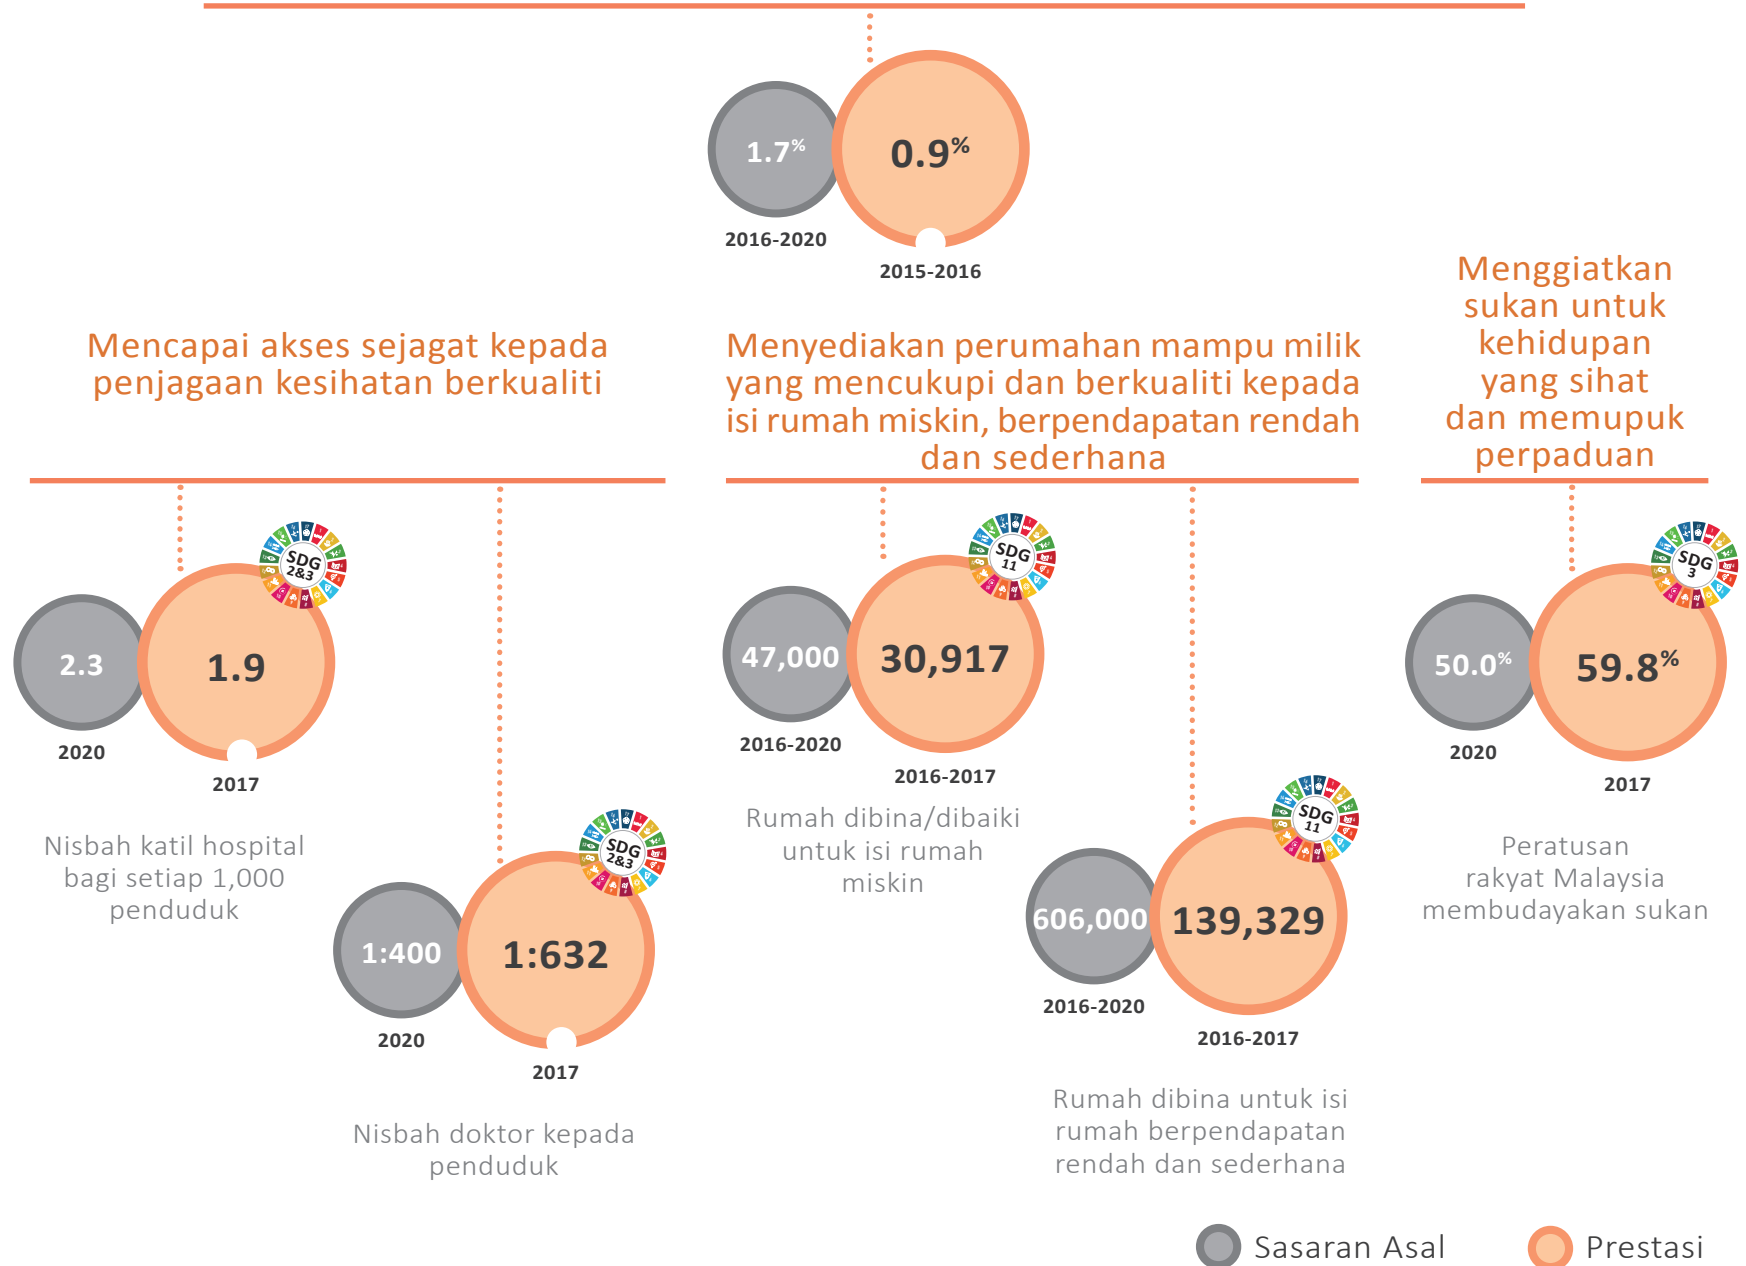 1.7%
0.9%
2016-2020
2015-2016
Mencapai akses sejagat kepada
penjagaan kesihatan berkualiti
Menyediakan perumahan mampu milik
yang mencukupi dan berkualiti kepada
isi rumah miskin, berpendapatan rendah
dan sederhana
Menggiatkan
sukan untuk
kehidupan
yang sihat
dan memupuk
perpaduan
SDG
2&3
2.3
1.9
2020
2017
Nisbah katil hospital
bagi setiap 1,000
penduduk
SDG
2&3
1:400
1:632
2020
2017
Nisbah doktor kepada
penduduk
SDG
11
47,000
30,917
2016-2020
2016-2017
Rumah dibina/dibaiki
untuk isi rumah
miskin
SDG
11
606,000
139,329
2016-2020
2016-2017
Rumah dibina untuk isi
rumah berpendapatan
rendah dan sederhana
SDG
3
50.0%
59.8%
2020
2017
Peratusan
rakyat Malaysia
membudayakan sukan
Sasaran Asal
Prestasi